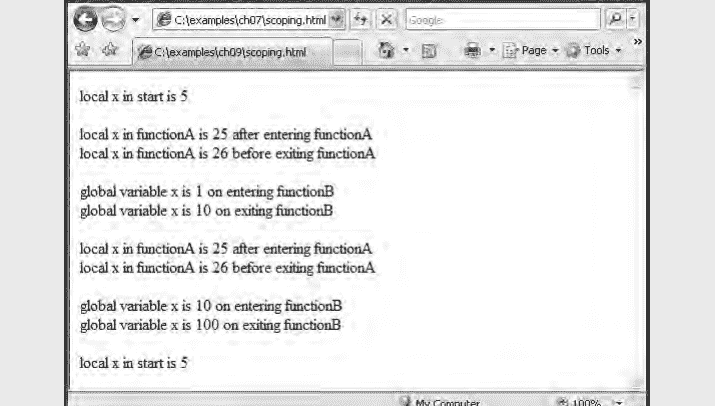 C:\examples\ch07\scoping.html
Google
C:\examples\ch09\scoping.html
Page
Tools
local x in start is 5
local x in functionA is 25 after entering functionA
local x in functionA is 26 before exiting functionA
global variable x is 1 on entering functionB
global variable x is 10 on exiting functionB
local x in functionA is 25 after entering functionA
local x in functionA is 26 before exiting functionA
global variable x is 10 on entering functionB
global variable x is 100 on exiting functionB
local x in start is 5
My Computer
100%